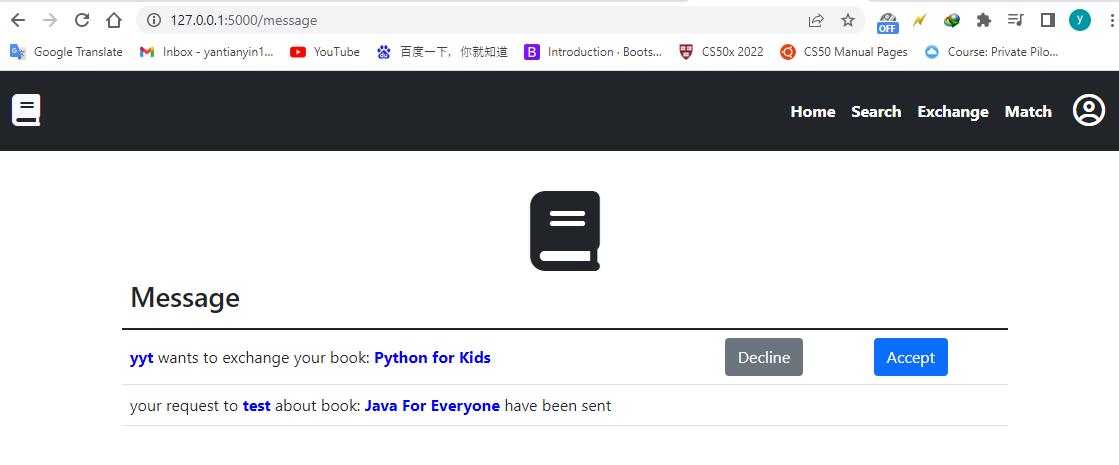 127.0.0.1:5000/message
OFF
y
Google Translate Inbox - yantianyin1... YouTube 百度一下，你就知道 B Introduction · Boots... CS50x 2022 CS50 Manual Pages Course: Private Pilo...
Home Search Exchange Match
Message
yyt wants to exchange your book: Python for Kids Decline Accept
your request to test about book: Java For Everyone have been sent